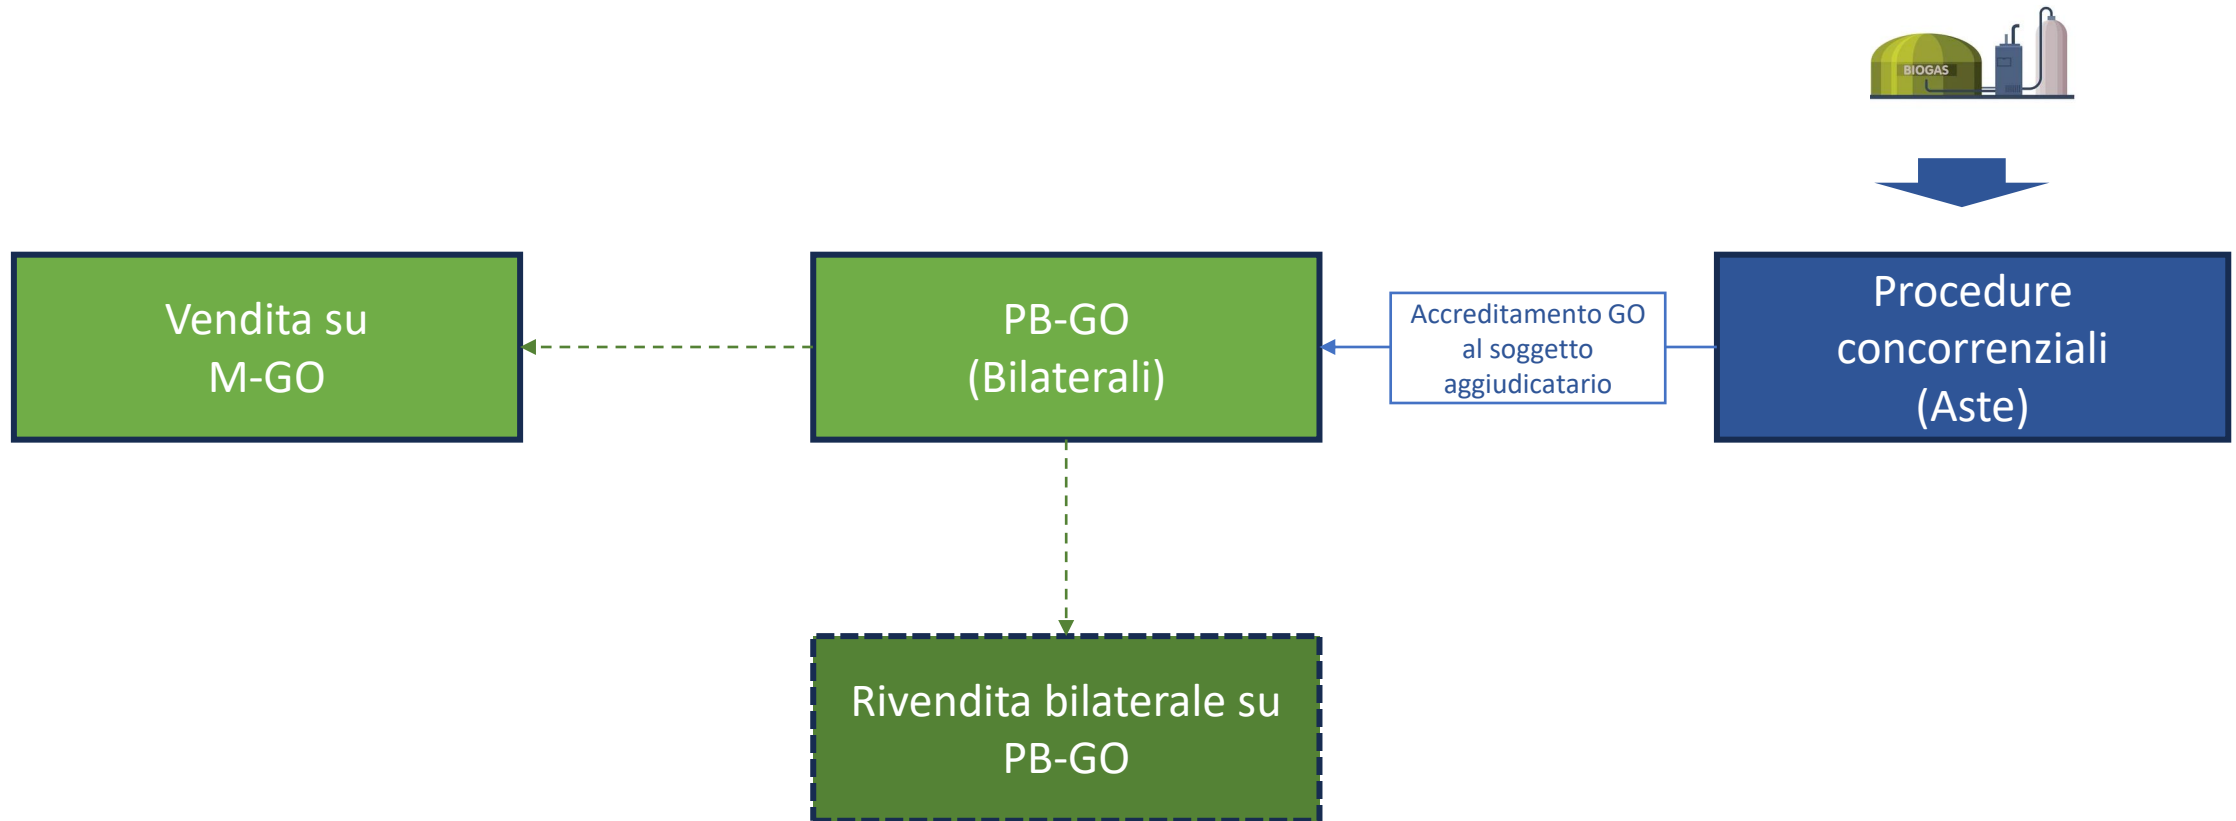 BIOGAS
Vendita su
M-GO
PB-GO
(Bilaterali)
Accreditamento GO
al soggetto
aggiudicatario
Procedure
concorrenziali
(Aste)
Rivendita bilaterale su
PB-GO